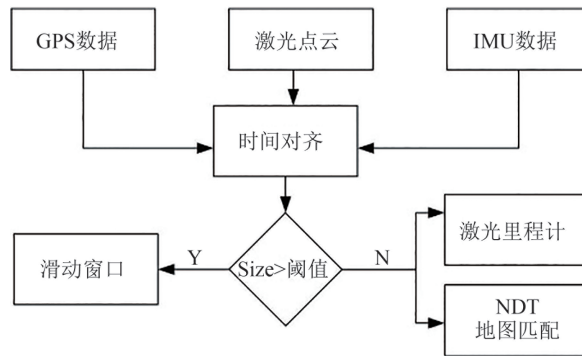 GPS数据
激光点云
IMU数据
时间对齐
滑动窗口
Y
Size>阈值
N
激光里程计
NDT
地图匹配